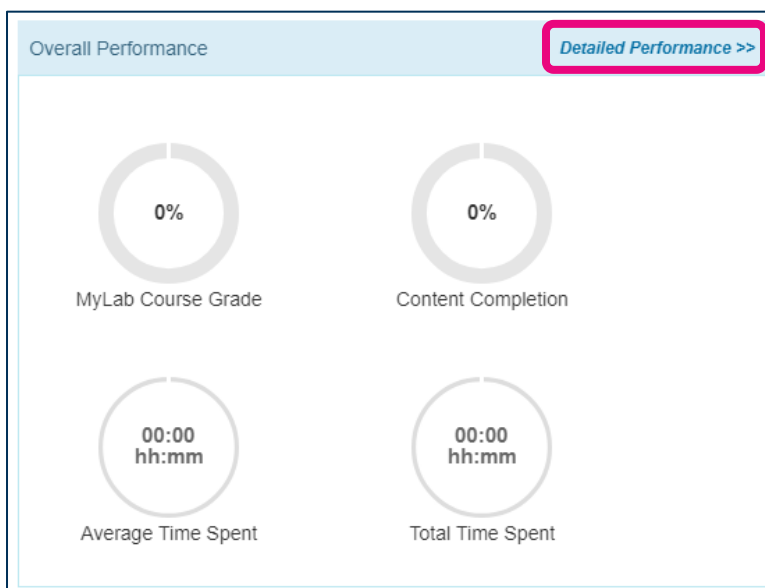 Overall Performance
Detailed Performance >>
0%
MyLab Course Grade
0%
Content Completion
00:00
hh:mm
Average Time Spent
00:00
hh:mm
Total Time Spent